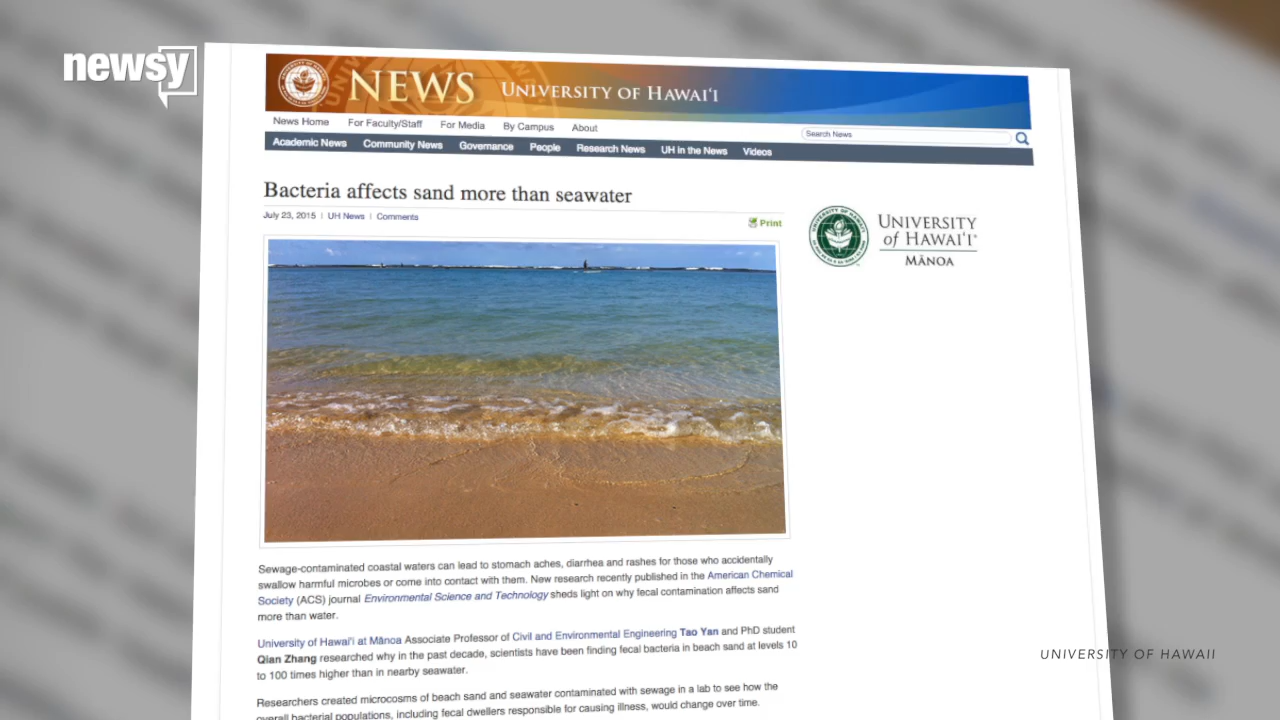 newsy
NEWS UNIVERSITY OF HAWAI‘I
News Home For Faculty/Staff For Media By Campus About
Search News
Academic News Community News Governance People Research News UH in the News Videos
Bacteria affects sand more than seawater
July 23, 2015 | UH News | Comments
Print
UNIVERSITY
of HAWAI‘I®
MĀNOA
Sewage-contaminated coastal waters can lead to stomach aches, diarrhea and rashes for those who accidentally
swallow harmful microbes or come into contact with them. New research recently published in the American Chemical
Society (ACS) journal Environmental Science and Technology sheds light on why fecal contamination affects sand
more than water.
University of Hawai‘i at Mānoa Associate Professor of Civil and Environmental Engineering Tao Yan and PhD student
Qian Zhang researched why in the past decade, scientists have been finding fecal bacteria in beach sand at levels 10
to 100 times higher than in nearby seawater.
UNIVERSITY OF HAWAII
Researchers created microcosms of beach sand and seawater contaminated with sewage in a lab to see how the
overall bacterial populations, including fecal dwellers responsible for causing illness, would change over time.